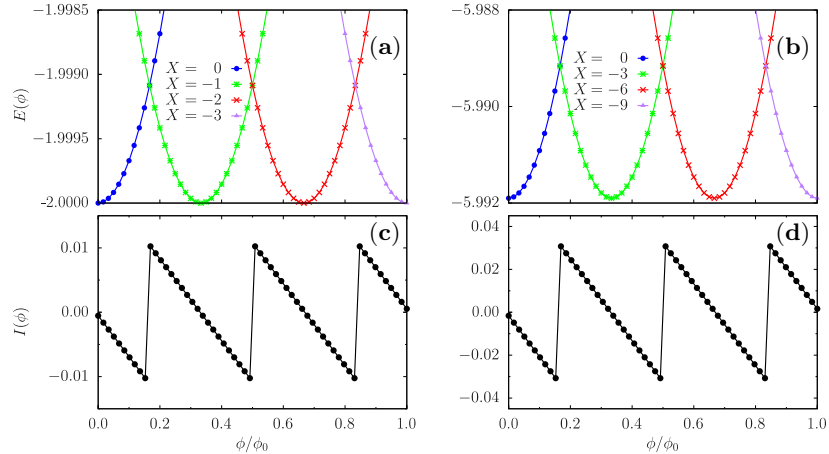 -1.9985
-1.9990
-1.9995
-2.0000
E(ϕ)
(a)
X = 0
X = −1
X = −2
X = −3
-5.988
-5.990
-5.992
E(ϕ)
(b)
X = 0
X = −3
X = −6
X = −9
0.01
0.00
−0.01
I(ϕ)
(c)
0.0 0.2 0.4 0.6 0.8 1.0
ϕ/ϕ₀
0.04
0.02
0.00
−0.02
−0.04
I(ϕ)
(d)
0.0 0.2 0.4 0.6 0.8 1.0
ϕ/ϕ₀